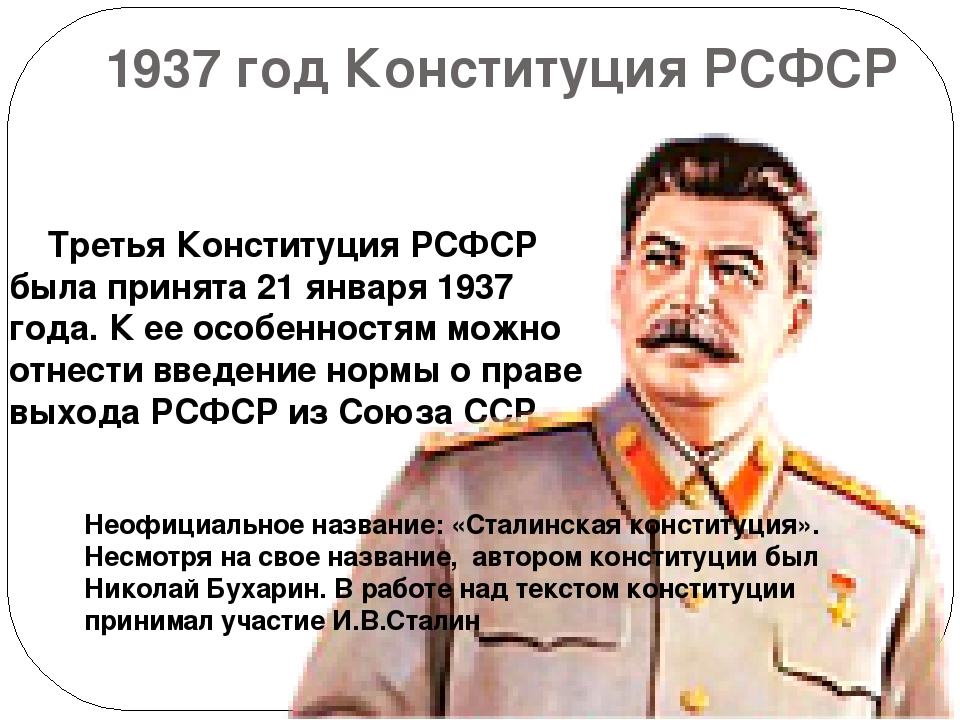 1937 год Конституция РСФСР
Третья Конституция РСФСР
была принята 21 января 1937
года. К ее особенностям можно
отнести введение нормы о праве
выхода РСФСР из Союза ССР
Неофициальное название: «Сталинская конституция».
Несмотря на свое название, автором конституции был
Николай Бухарин. В работе над текстом конституции
принимал участие И.В.Сталин